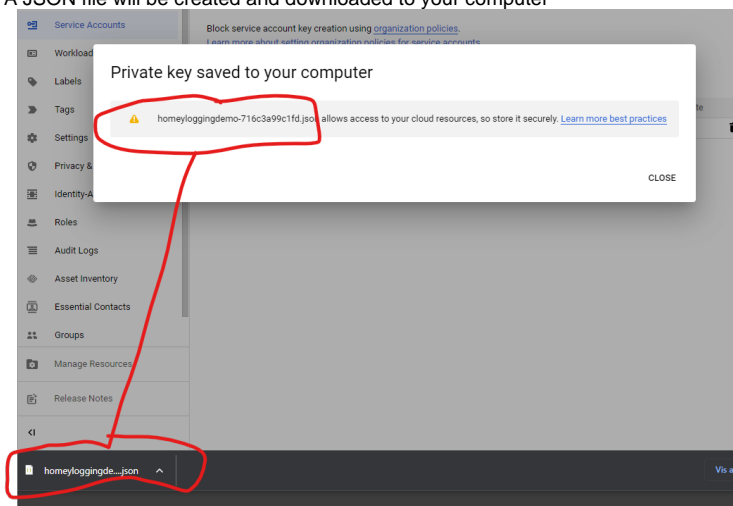 A JSON file will be created and downloaded to your computer
Service Accounts
Block service account key creation using organization policies.
Learn more about setting organization policies for service accounts
Workload
Private key saved to your computer
Labels
Tags
homeyloggingdemo-716c3a99c1fd.json allows access to your cloud resources, so store it securely. Learn more best practices
Settings
Privacy &
CLOSE
Identity-A
Roles
Audit Logs
Asset Inventory
Essential Contacts
Groups
Manage Resources
Release Notes
homeyloggingde....json
Vis a